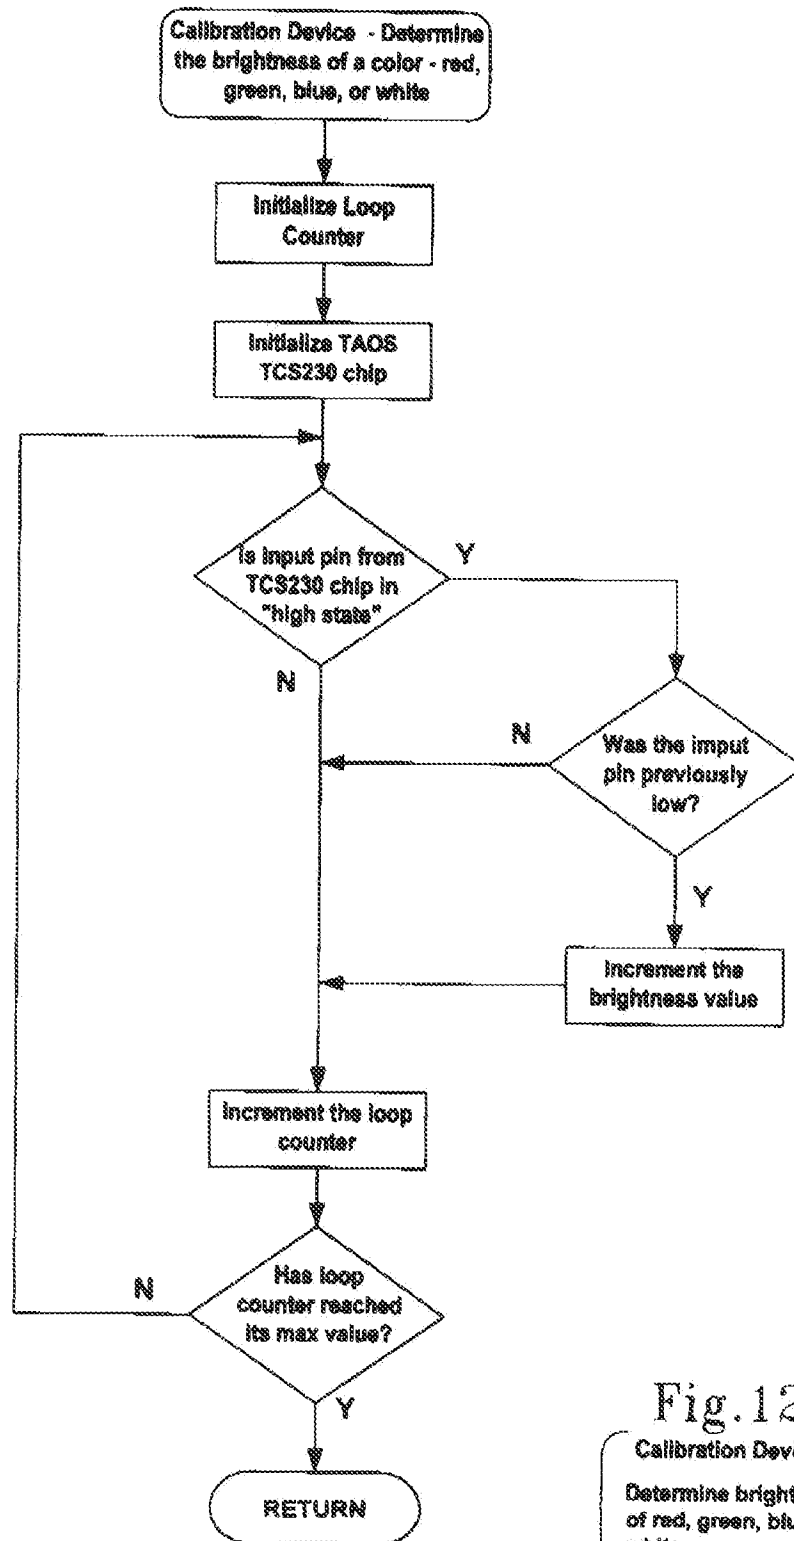 Calibration Device - Determine
the brightness of a color - red,
green, blue, or white
Initialize Loop
Counter
Initialize TAOS
TCS230 chip
Is input pin from
TCS230 chip in
"high state"
Y
N
Was the imput
pin previously
low?
N
Y
Increment the
brightness value
Increment the loop
counter
Has loop
counter reached
its max value?
N
Y
RETURN
Fig.12
Calibration Dev
Determine bright
of red, green, blu